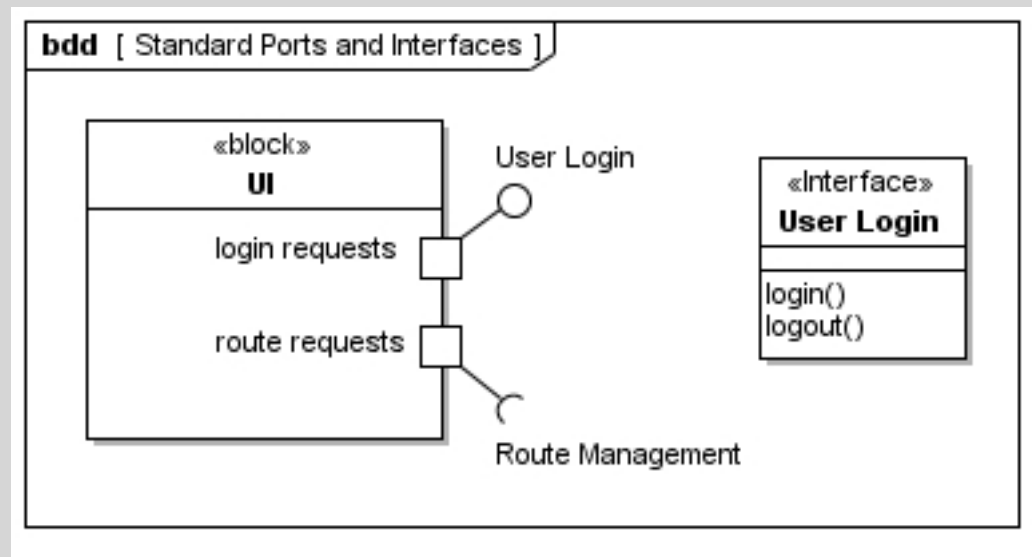 bdd [ Standard Ports and Interfaces ]
«block»
UI
login requests
route requests
User Login
Route Management
«Interface»
User Login
login()
logout()